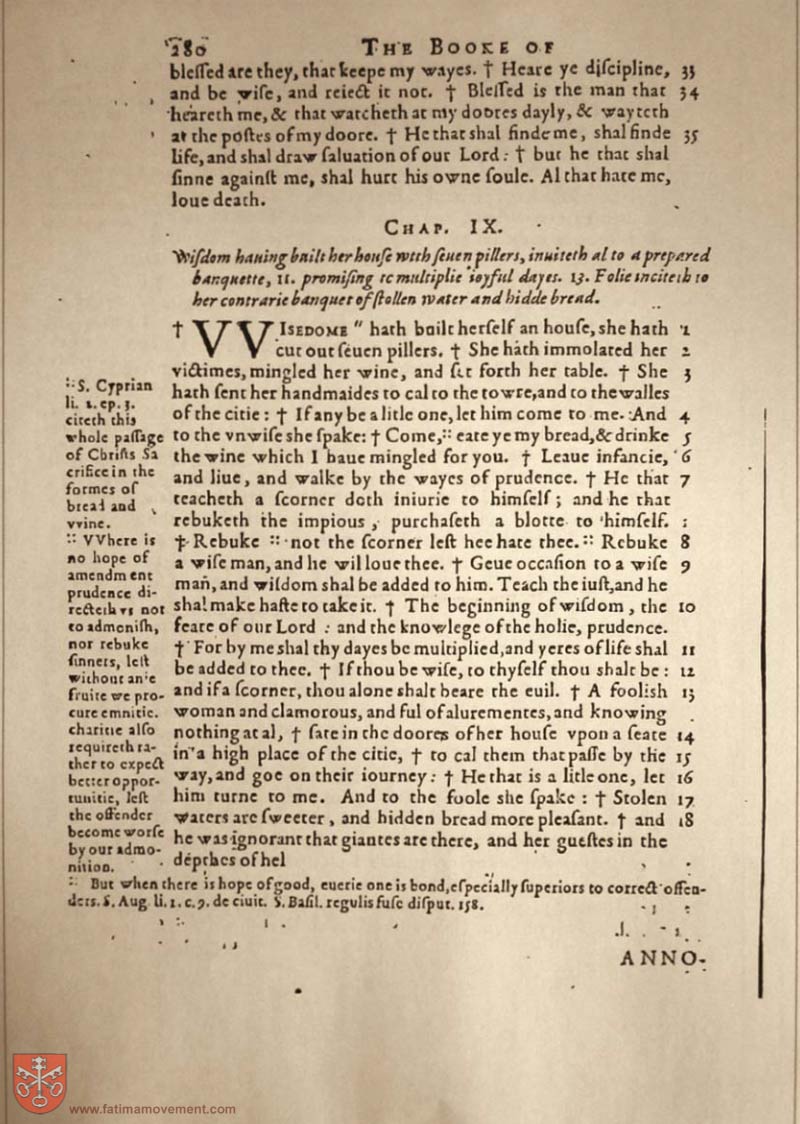 280 THE BOOKE OF
bleſſed are they, that keepe my wayes. † Heare ye diſcipline, 33
and be wiſe, and reiect it not. † Bleſſed is the man that 34
heareth me, & that watcheth at my doores dayly, & wayteth
at the poſtes of my doore. † He that ſhal finde me, ſhal finde 35
life, and ſhal draw ſaluation of our Lord: † but he that ſhal
ſinne againſt me, ſhal hurt his owne ſoule. Al that hate me,
loue death.
CHAP. IX.
Wiſdom hauing built her houſe with ſeuen pillers, inuiteth al to a prepared
banquette, 11. promiſing to multiplie ioyful dayes. 13. Folie inciteth to
her contrarie banquet of ſtollen water and hidde bread.
† VVISEDOME " hath built herſelf an houſe, ſhe hath 1
cut out ſeuen pillers. † She hath immolated her 2
victimes, mingled her wine, and ſet forth her table. † She 3
hath ſent her handmaides to cal to the towre, and to the walles
of the citie: † If any be a litle one, let him come to me. And 4
to the vnwiſe ſhe ſpake: † Come, :: eate ye my bread, & drinke 5
the wine which I haue mingled for you. † Leaue infancie, 6
and liue, and walke by the wayes of prudence. † He that 7
teacheth a ſcorner doth iniurie to himſelf; and he that
rebuketh the impious, purchaſeth a blotte to himſelf. :
† Rebuke :: not the ſcorner leſt hee hate thee. :: Rebuke 8
a wiſe man, and he wil loue thee. † Geue occaſion to a wiſe 9
man, and wiſdom shal be added to him. Teach the iuſt, and he
shal make haſte to take it. † The beginning of wiſdom, the 10
feare of our Lord : and the knowlege of the holie, prudence.
† For by me shal thy dayes be multiplied, and yeres of life shal 11
be added to thee. † If thou be wiſe, to thyſelf thou shalt be : 12
and if a ſcorner, thou alone shalt beare the euil. † A fooliſh 13
woman and clamorous, and ful of alurementes, and knowing
nothing at al, † ſate in the doores of her houſe vpon a ſeate 14
in a high place of the citie, † to cal them that paſſe by the 15
way, and goe on their iourney: † He that is a litle one, let 16
him turne to me. And to the foole ſhe ſpake : † Stolen 17
waters are ſweeter, and hidden bread more pleaſant. † and 18
he was ignorant that giantes are there, and her gueſtes in the
depthes of hel
:: S. Cyprian
li. 2. ep. 3.
citeth this
whole paſſage
of Chriſts Sa
crifice in the
formes of
bread and
vvine.
:: VVhere is
no hope of
amendment
prudence di-
recteth vs not
to admoniſh,
nor rebuke
ſinners, leſt
without anie
fruite we pro-
cure emnitie.
charitie alſo
requireth ra-
ther to expect
better oppor-
tunitie, leſt
the offender
become worſe
by our admo-
nition.
:: But when there is hope of good, euerie one is bond, eſpecially ſuperiors to correct offen-
ders. S. Aug li. 1. c. 9. de ciuit. S. Baſil. regulis fuſe diſput. 158.
ANNO-
www.fatimamovement.com